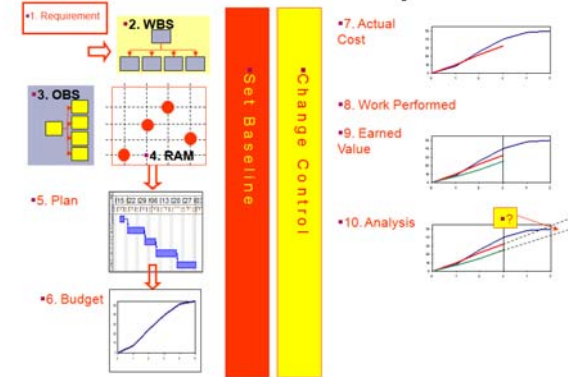 1. Requirement
2. WBS
3. OBS
4. RAM
5. Plan
6. Budget
Set Baseline
Change Control
7. Actual
Cost
8. Work Performed
9. Earned
Value
10. Analysis
?